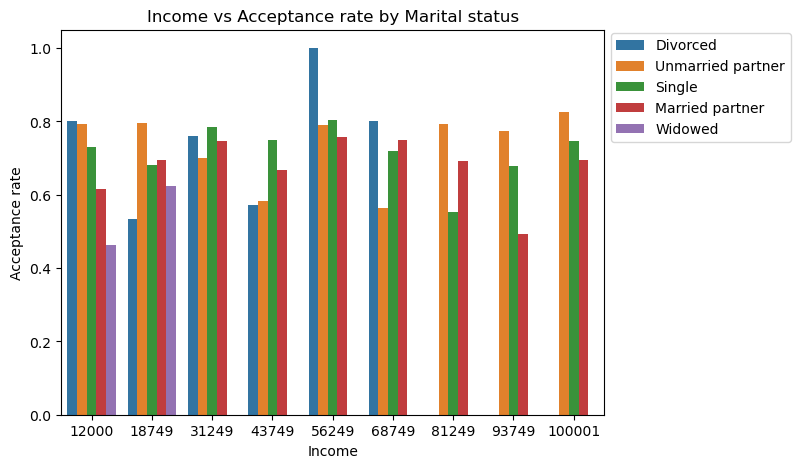 Income vs Acceptance rate by Marital status
Acceptance rate
1.0
0.8
0.6
0.4
0.2
0.0
12000 18749 31249 43749 56249 68749 81249 93749 100001
Income
Divorced
Unmarried partner
Single
Married partner
Widowed